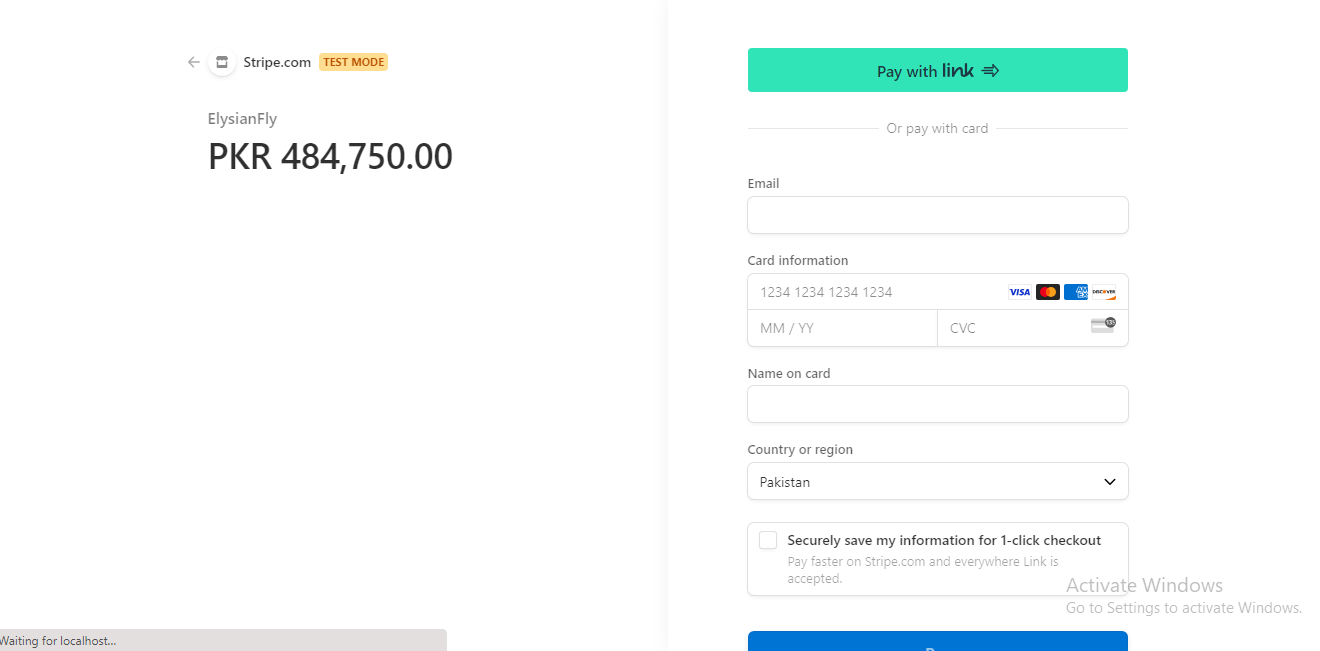 Stripe.com TEST MODE
ElysianFly
PKR 484,750.00
Pay with link
Or pay with card
Email
Card information
1234 1234 1234 1234 VISA AMEX DISCOVER
MM / YY CVC 135
Name on card
Country or region
Pakistan
Securely save my information for 1-click checkout
Pay faster on Stripe.com and everywhere Link is
accepted.
Activate Windows
Go to Settings to activate Windows.
Waiting for localhost...